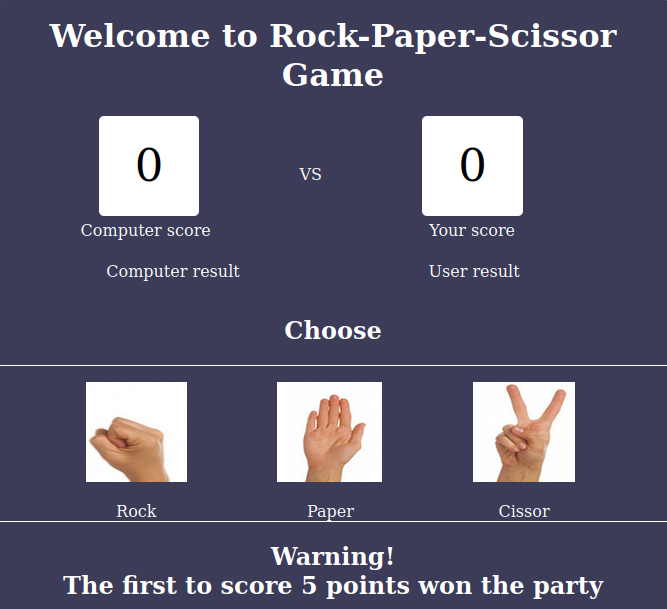 Welcome to Rock-Paper-Scissor
Game
0 VS 0
Computer score Your score
Computer result User result
Choose
Rock Paper Cissor
Warning!
The first to score 5 points won the party